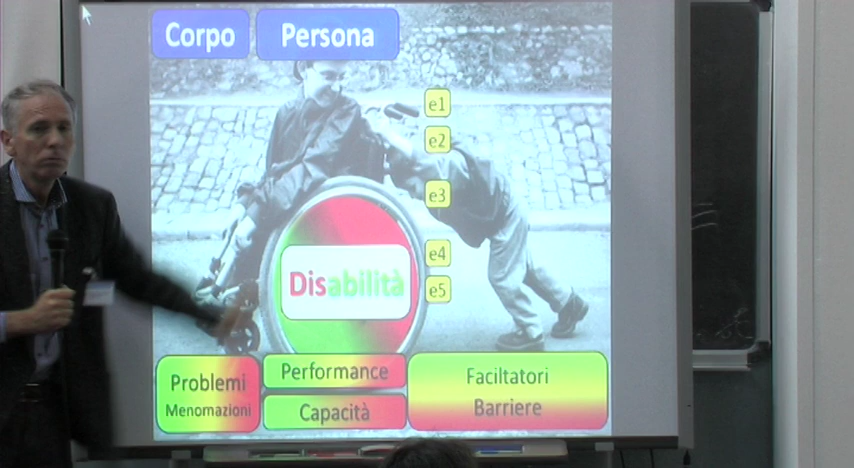 Corpo
Persona
e1
e2
e3
e4
e5
Disabilità
Problemi
Menomazioni
Performance
Capacità
Faciltatori
Barriere